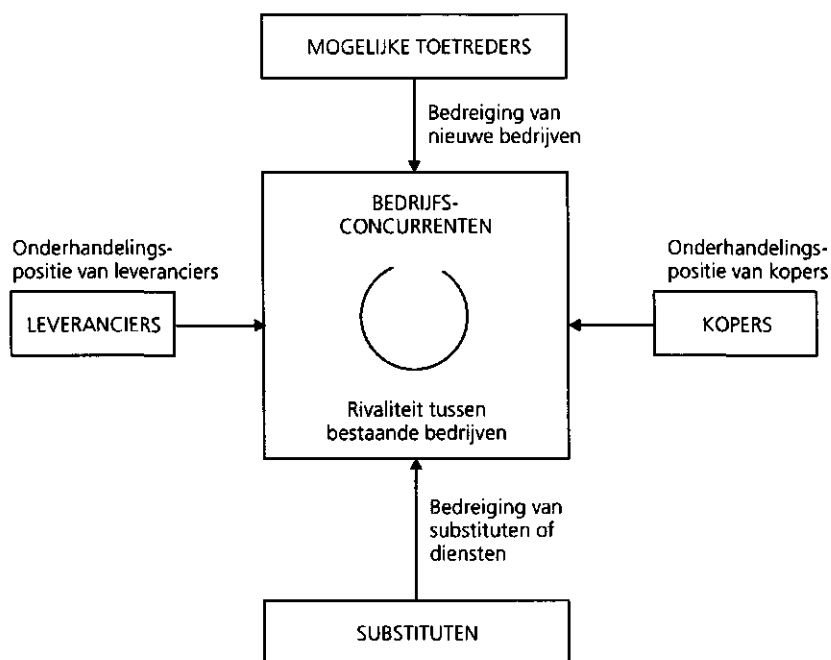 MOGELIJKE TOETREDERS
Bedreiging van
nieuwe bedrijven
BEDRIJFS-
CONCURRENTEN
Onderhandelings-
positie van leveranciers
LEVERANCIERS
Onderhandelings-
positie van kopers
KOPERS
Rivaliteit tussen
bestaande bedrijven
Bedreiging van
substituten of
diensten
SUBSTITUTEN